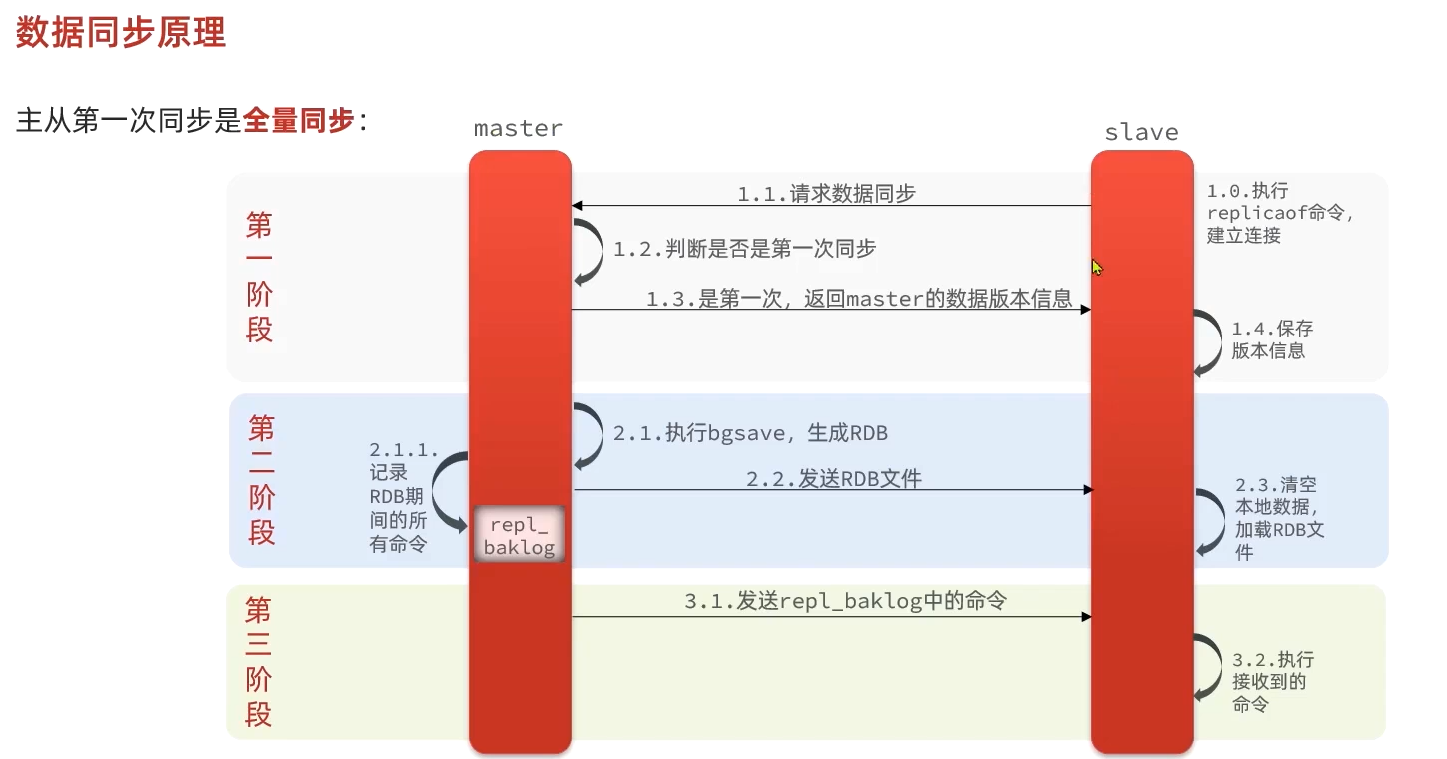 数据同步原理
主从第一次同步是全量同步：
master
slave
第
一
阶
段
1.1.请求数据同步
1.0.执行
replicaof命令，
建立连接
1.2.判断是否是第一次同步
1.3.是第一次，返回master的数据版本信息
1.4.保存
版本信息
第
二
阶
段
2.1.执行bgsave，生成RDB
2.1.1.
记录
RDB期
间的所
有命令
2.2.发送RDB文件
repl_
baklog
2.3.清空
本地数据，
加载RDB文
件
第
三
阶
段
3.1.发送repl_baklog中的命令
3.2.执行
接收到的
命令